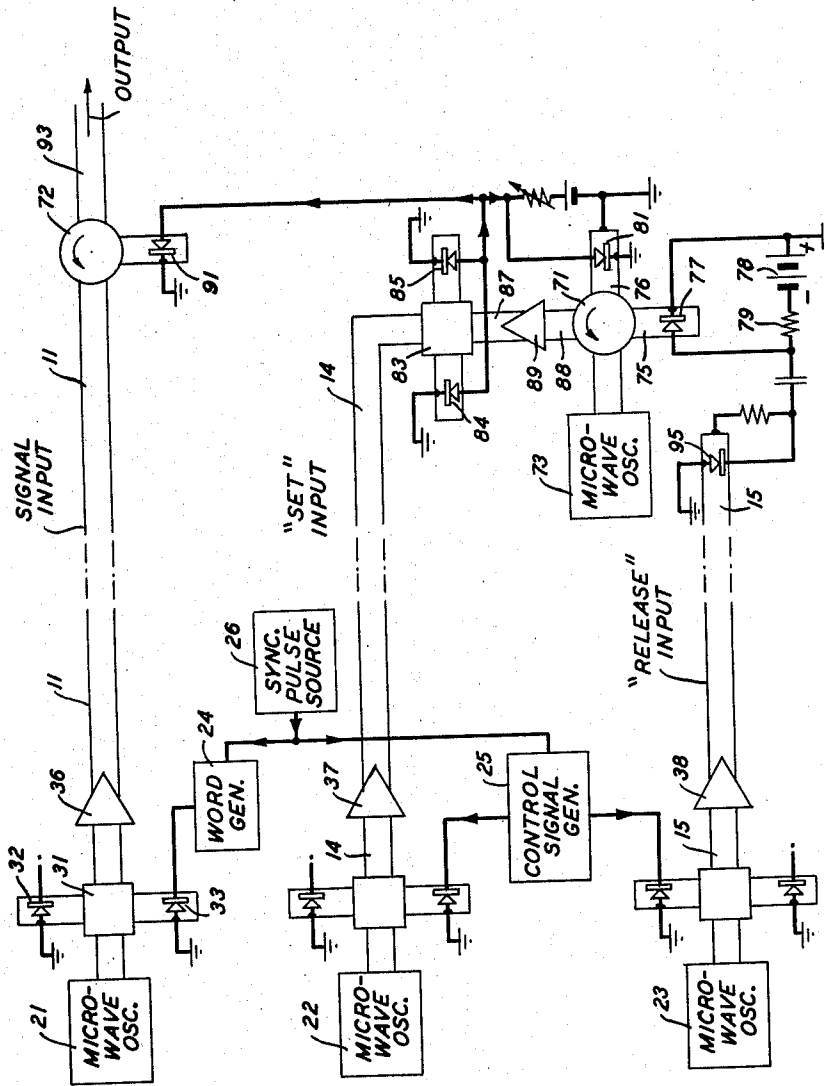 SIGNAL
INPUT
11
11
72
93
OUTPUT
91
36
31
32
33
21
MICRO-
WAVE
OSC.
24
WORD
GEN.
26
SYNC.
PULSE
SOURCE
"SET"
INPUT
14
14
37
22
MICRO-
WAVE
OSC.
25
CONTROL
SIGNAL
GEN.
83
84
85
87
89
88
71
76
81
75
77
78
79
+
-
73
MICRO-
WAVE
OSC.
"RELEASE"
INPUT
95
15
15
38
23
MICRO-
WAVE
OSC.